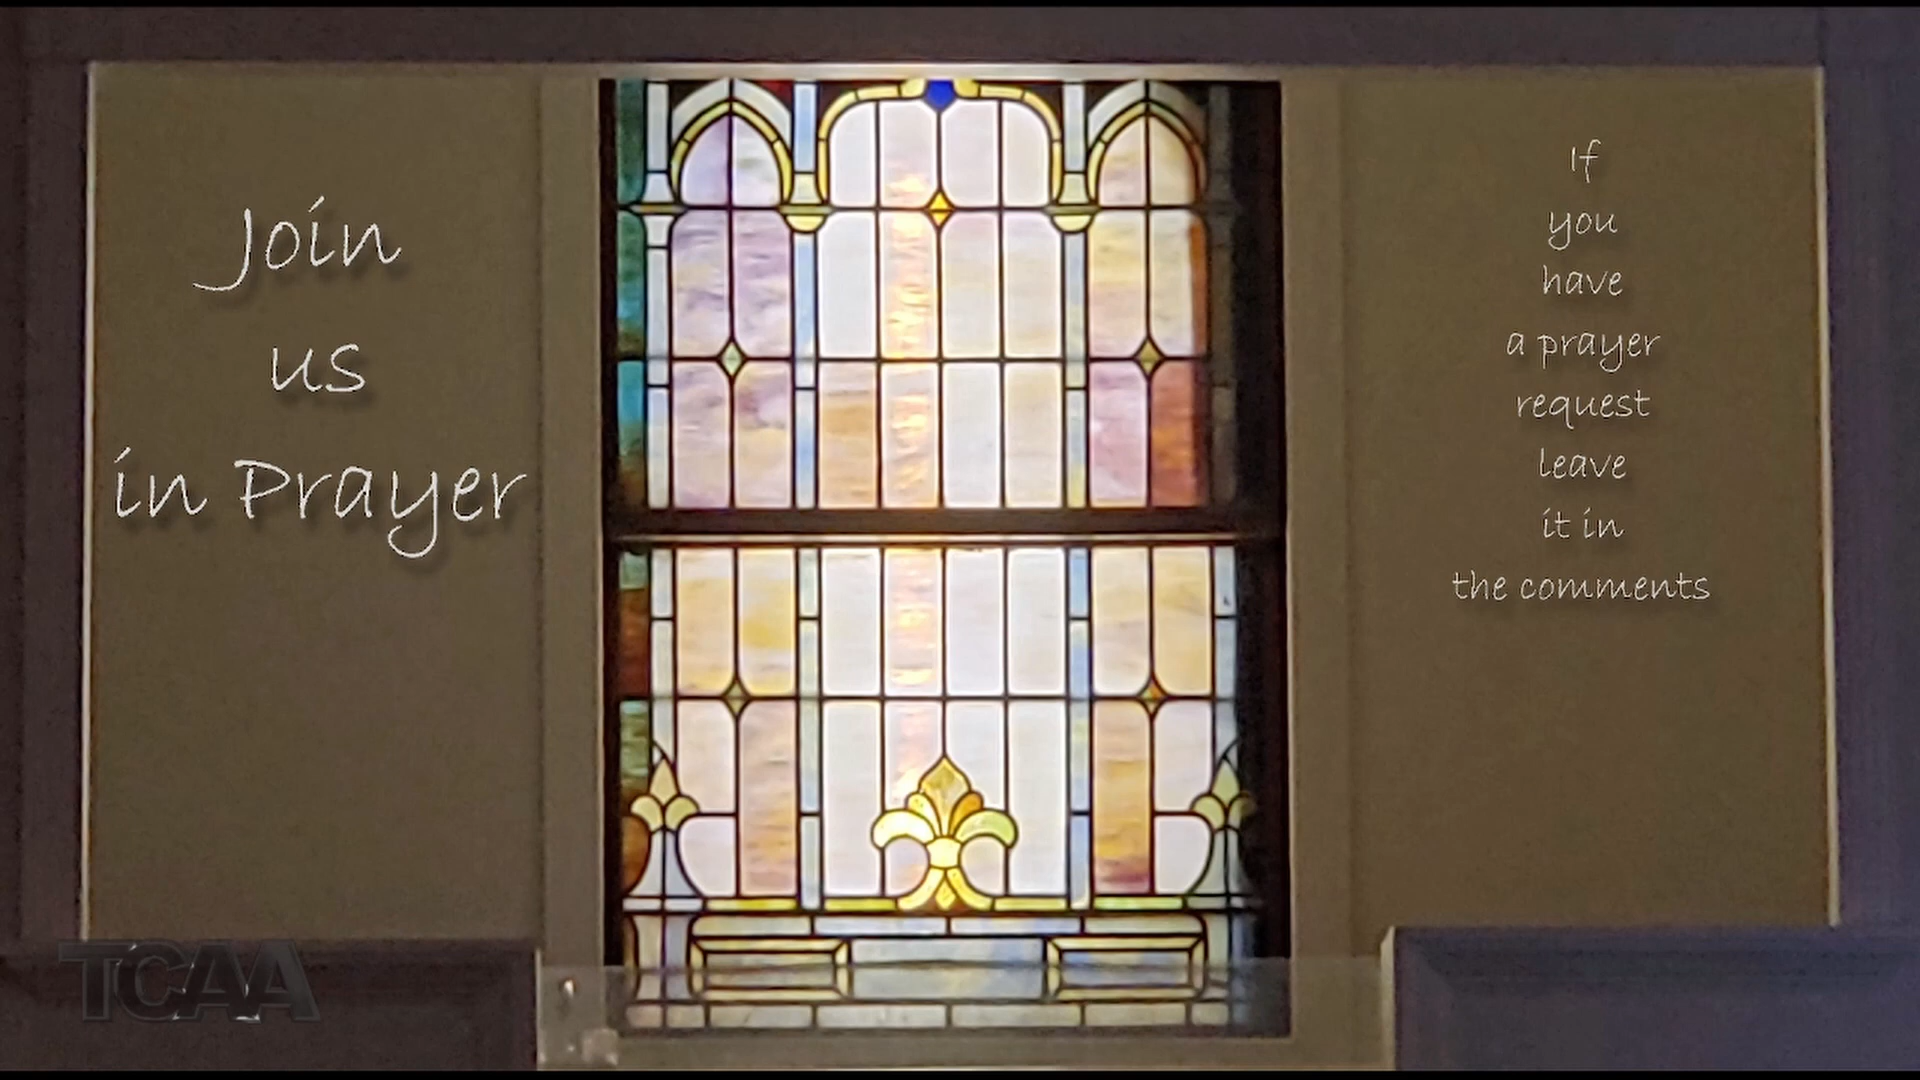 Join
us
in Prayer
If
you
have
a prayer
request
leave
it in
the comments
TCAA